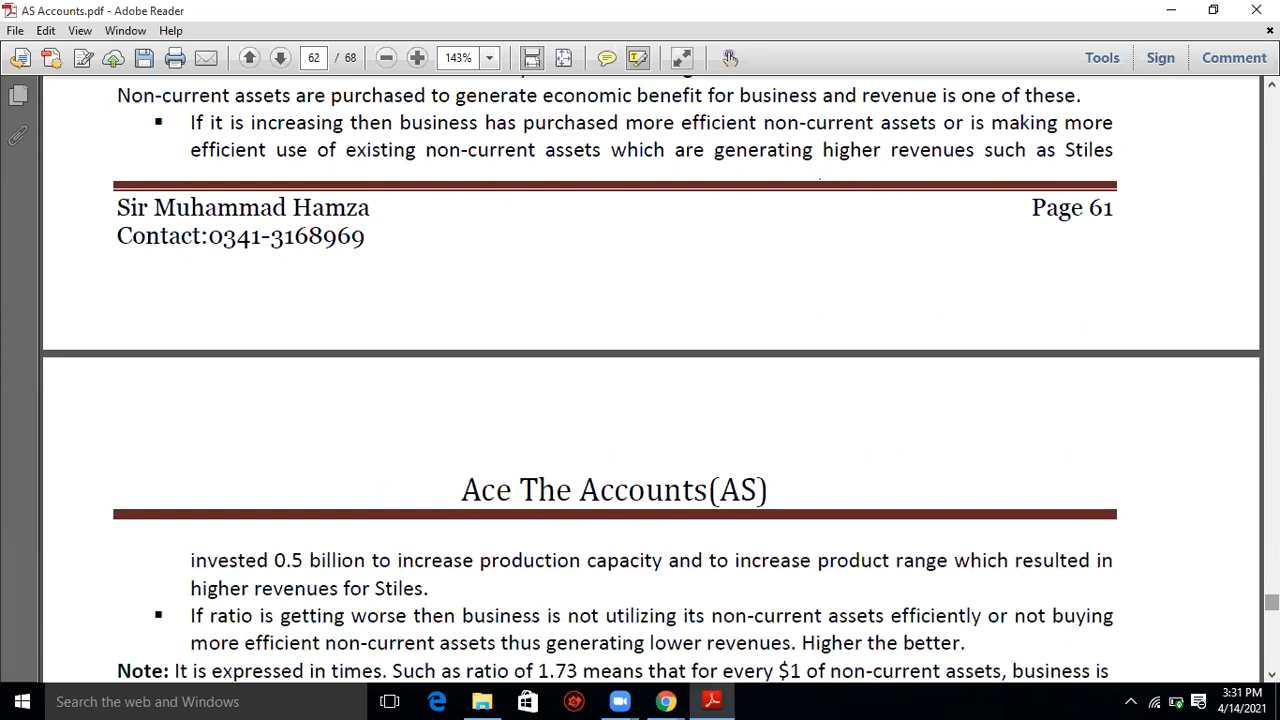 AS Accounts.pdf - Adobe Reader
File Edit View Window Help
62 / 68 143% Tools Sign Comment
Non-current assets are purchased to generate economic benefit for business and revenue is one of these.
▪ If it is increasing then business has purchased more efficient non-current assets or is making more
efficient use of existing non-current assets which are generating higher revenues such as Stiles
Sir Muhammad Hamza Page 61
Contact:0341-3168969
Ace The Accounts(AS)
invested 0.5 billion to increase production capacity and to increase product range which resulted in
higher revenues for Stiles.
▪ If ratio is getting worse then business is not utilizing its non-current assets efficiently or not buying
more efficient non-current assets thus generating lower revenues. Higher the better.
Note: It is expressed in times. Such as ratio of 1.73 means that for every $1 of non-current assets, business is
Search the web and Windows
3:31 PM
4/14/2021